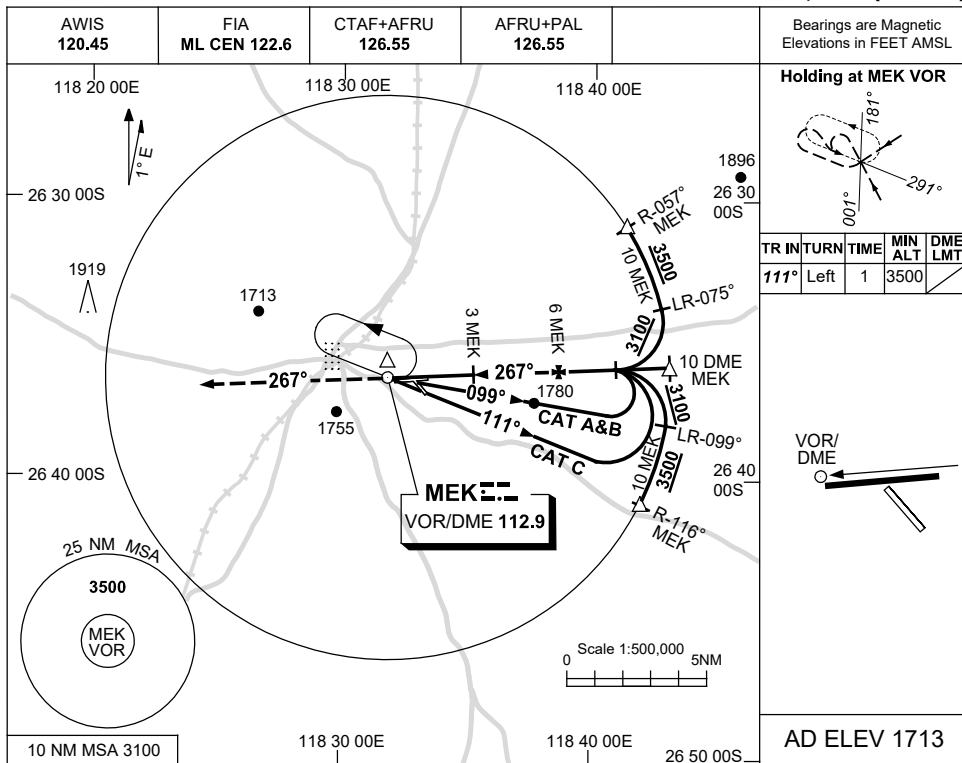 AWIS
120.45
FIA
ML CEN 122.6
CTAF+AFRU
126.55
AFRU+PAL
126.55
Bearings are Magnetic
Elevations in FEET AMSL
118 20 00E
118 30 00E
118 40 00E
1° E
26 30 00S
1896
26 30
00S
R-057°
MEK
10 MEK
3500
LR-075°
3100
1919
1713
3 MEK
6 MEK
267°
267°
10 DME
MEK
1780
099°
CAT A&B
3100
1755
111°
CAT C
LR-099°
10 MEK
3500
26 40 00S
26 40
00S
R-116°
MEK
MEK
VOR/DME 112.9
25 NM MSA
3500
MEK
VOR
Scale 1:500,000
0 5NM
10 NM MSA 3100
118 30 00E
118 40 00E
26 50 00S
Holding at MEK VOR
181°
291°
001°
TR IN TURN TIME MIN ALT DME LMT
111° Left 1 3500
VOR/
DME
AD ELEV 1713